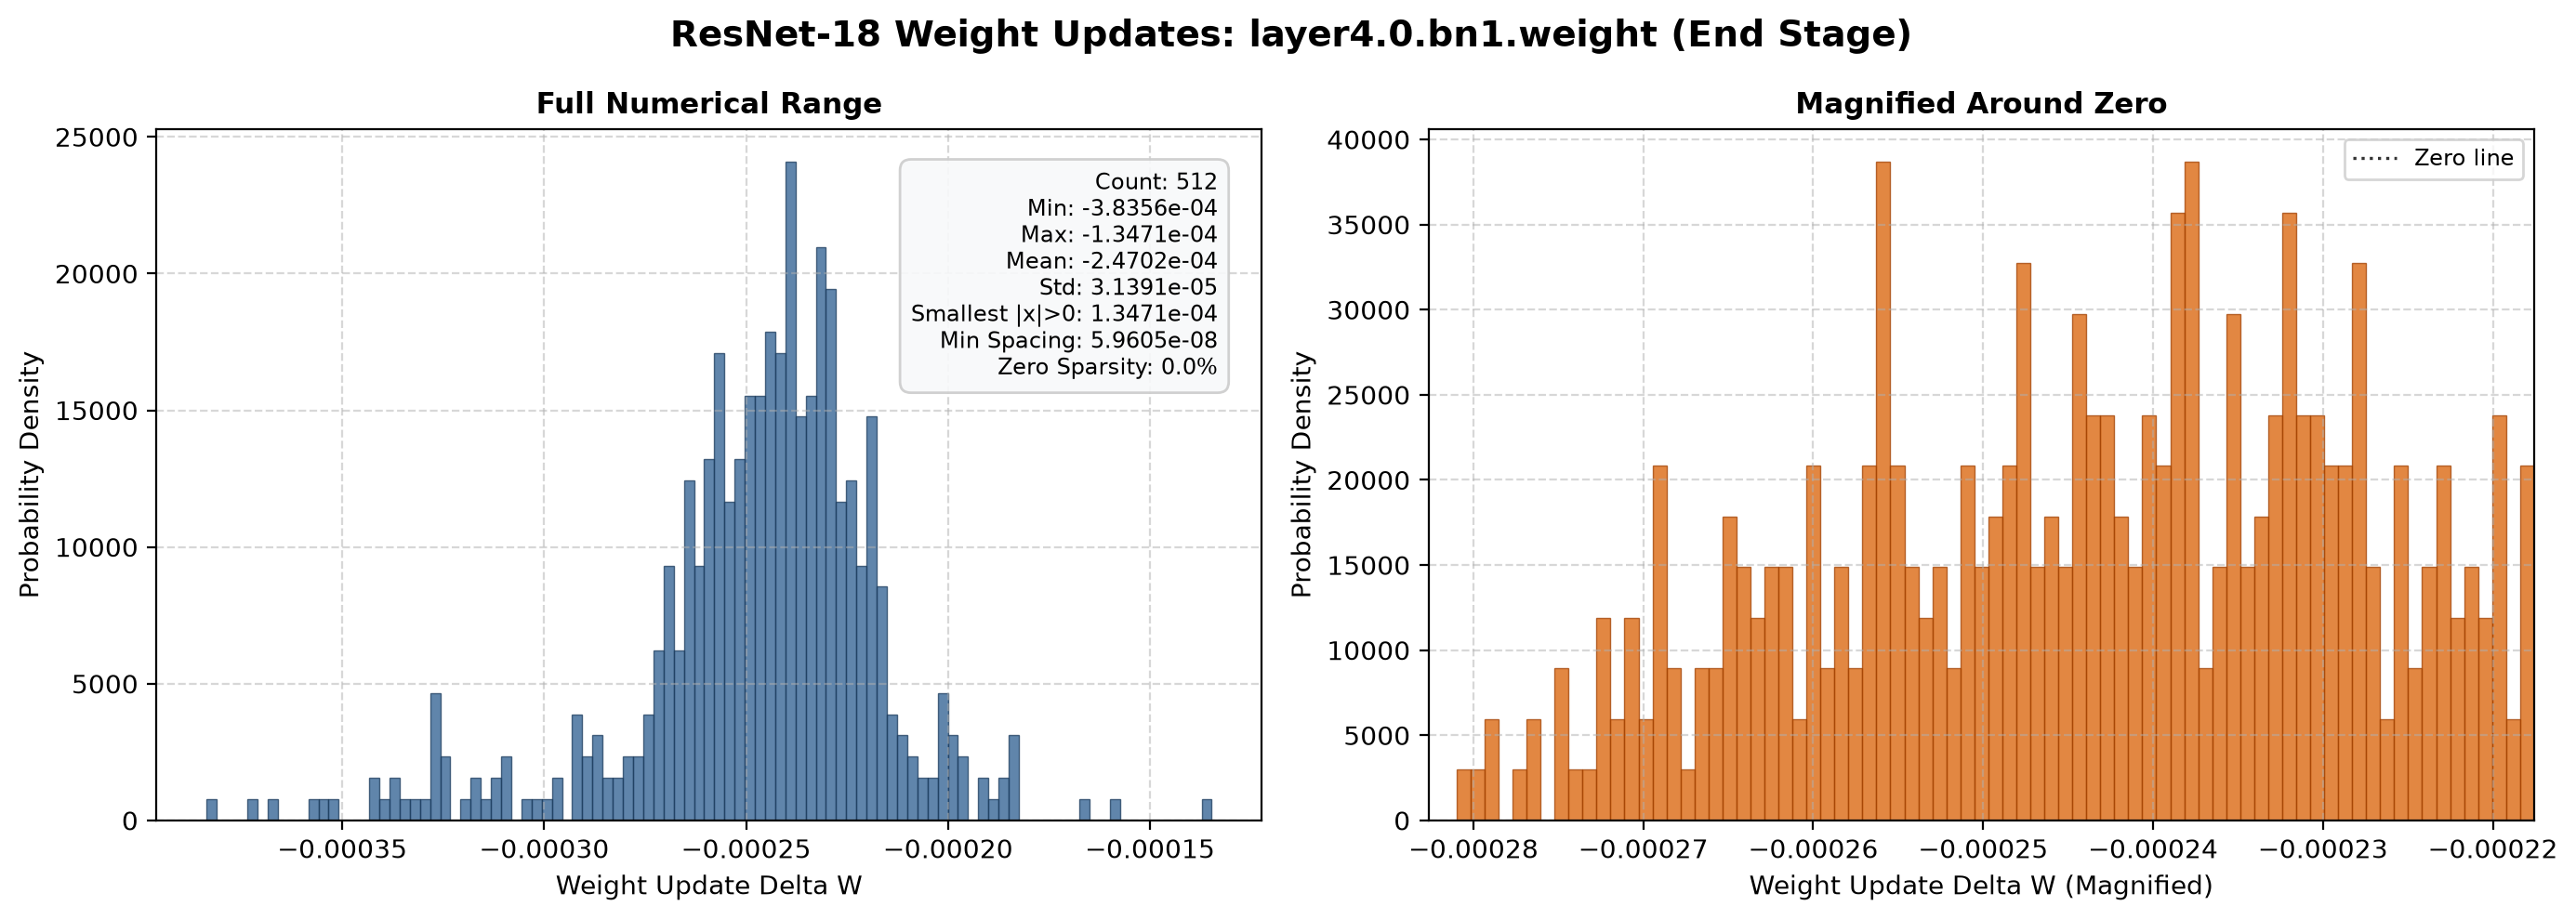 ResNet-18 Weight Updates: layer4.0.bn1.weight (End Stage)
Full Numerical Range
25000
20000
15000
10000
5000
0
Probability Density
Count: 512
Min: -3.8356e-04
Max: -1.3471e-04
Mean: -2.4702e-04
Std: 3.1391e-05
Smallest |x|>0: 1.3471e-04
Min Spacing: 5.9605e-08
Zero Sparsity: 0.0%
−0.00035 −0.00030 −0.00025 −0.00020 −0.00015
Weight Update Delta W
Magnified Around Zero
40000
35000
30000
25000
20000
15000
10000
5000
0
Probability Density
Zero line
−0.00028 −0.00027 −0.00026 −0.00025 −0.00024 −0.00023 −0.00022
Weight Update Delta W (Magnified)